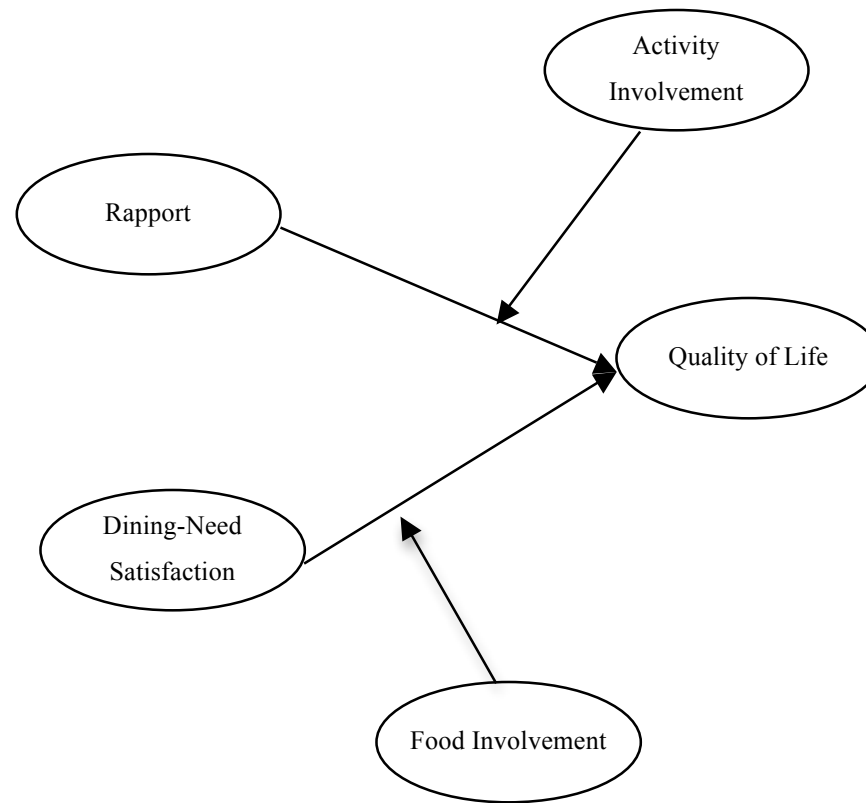 Activity
Involvement
Rapport
Quality of Life
Dining-Need
Satisfaction
Food Involvement